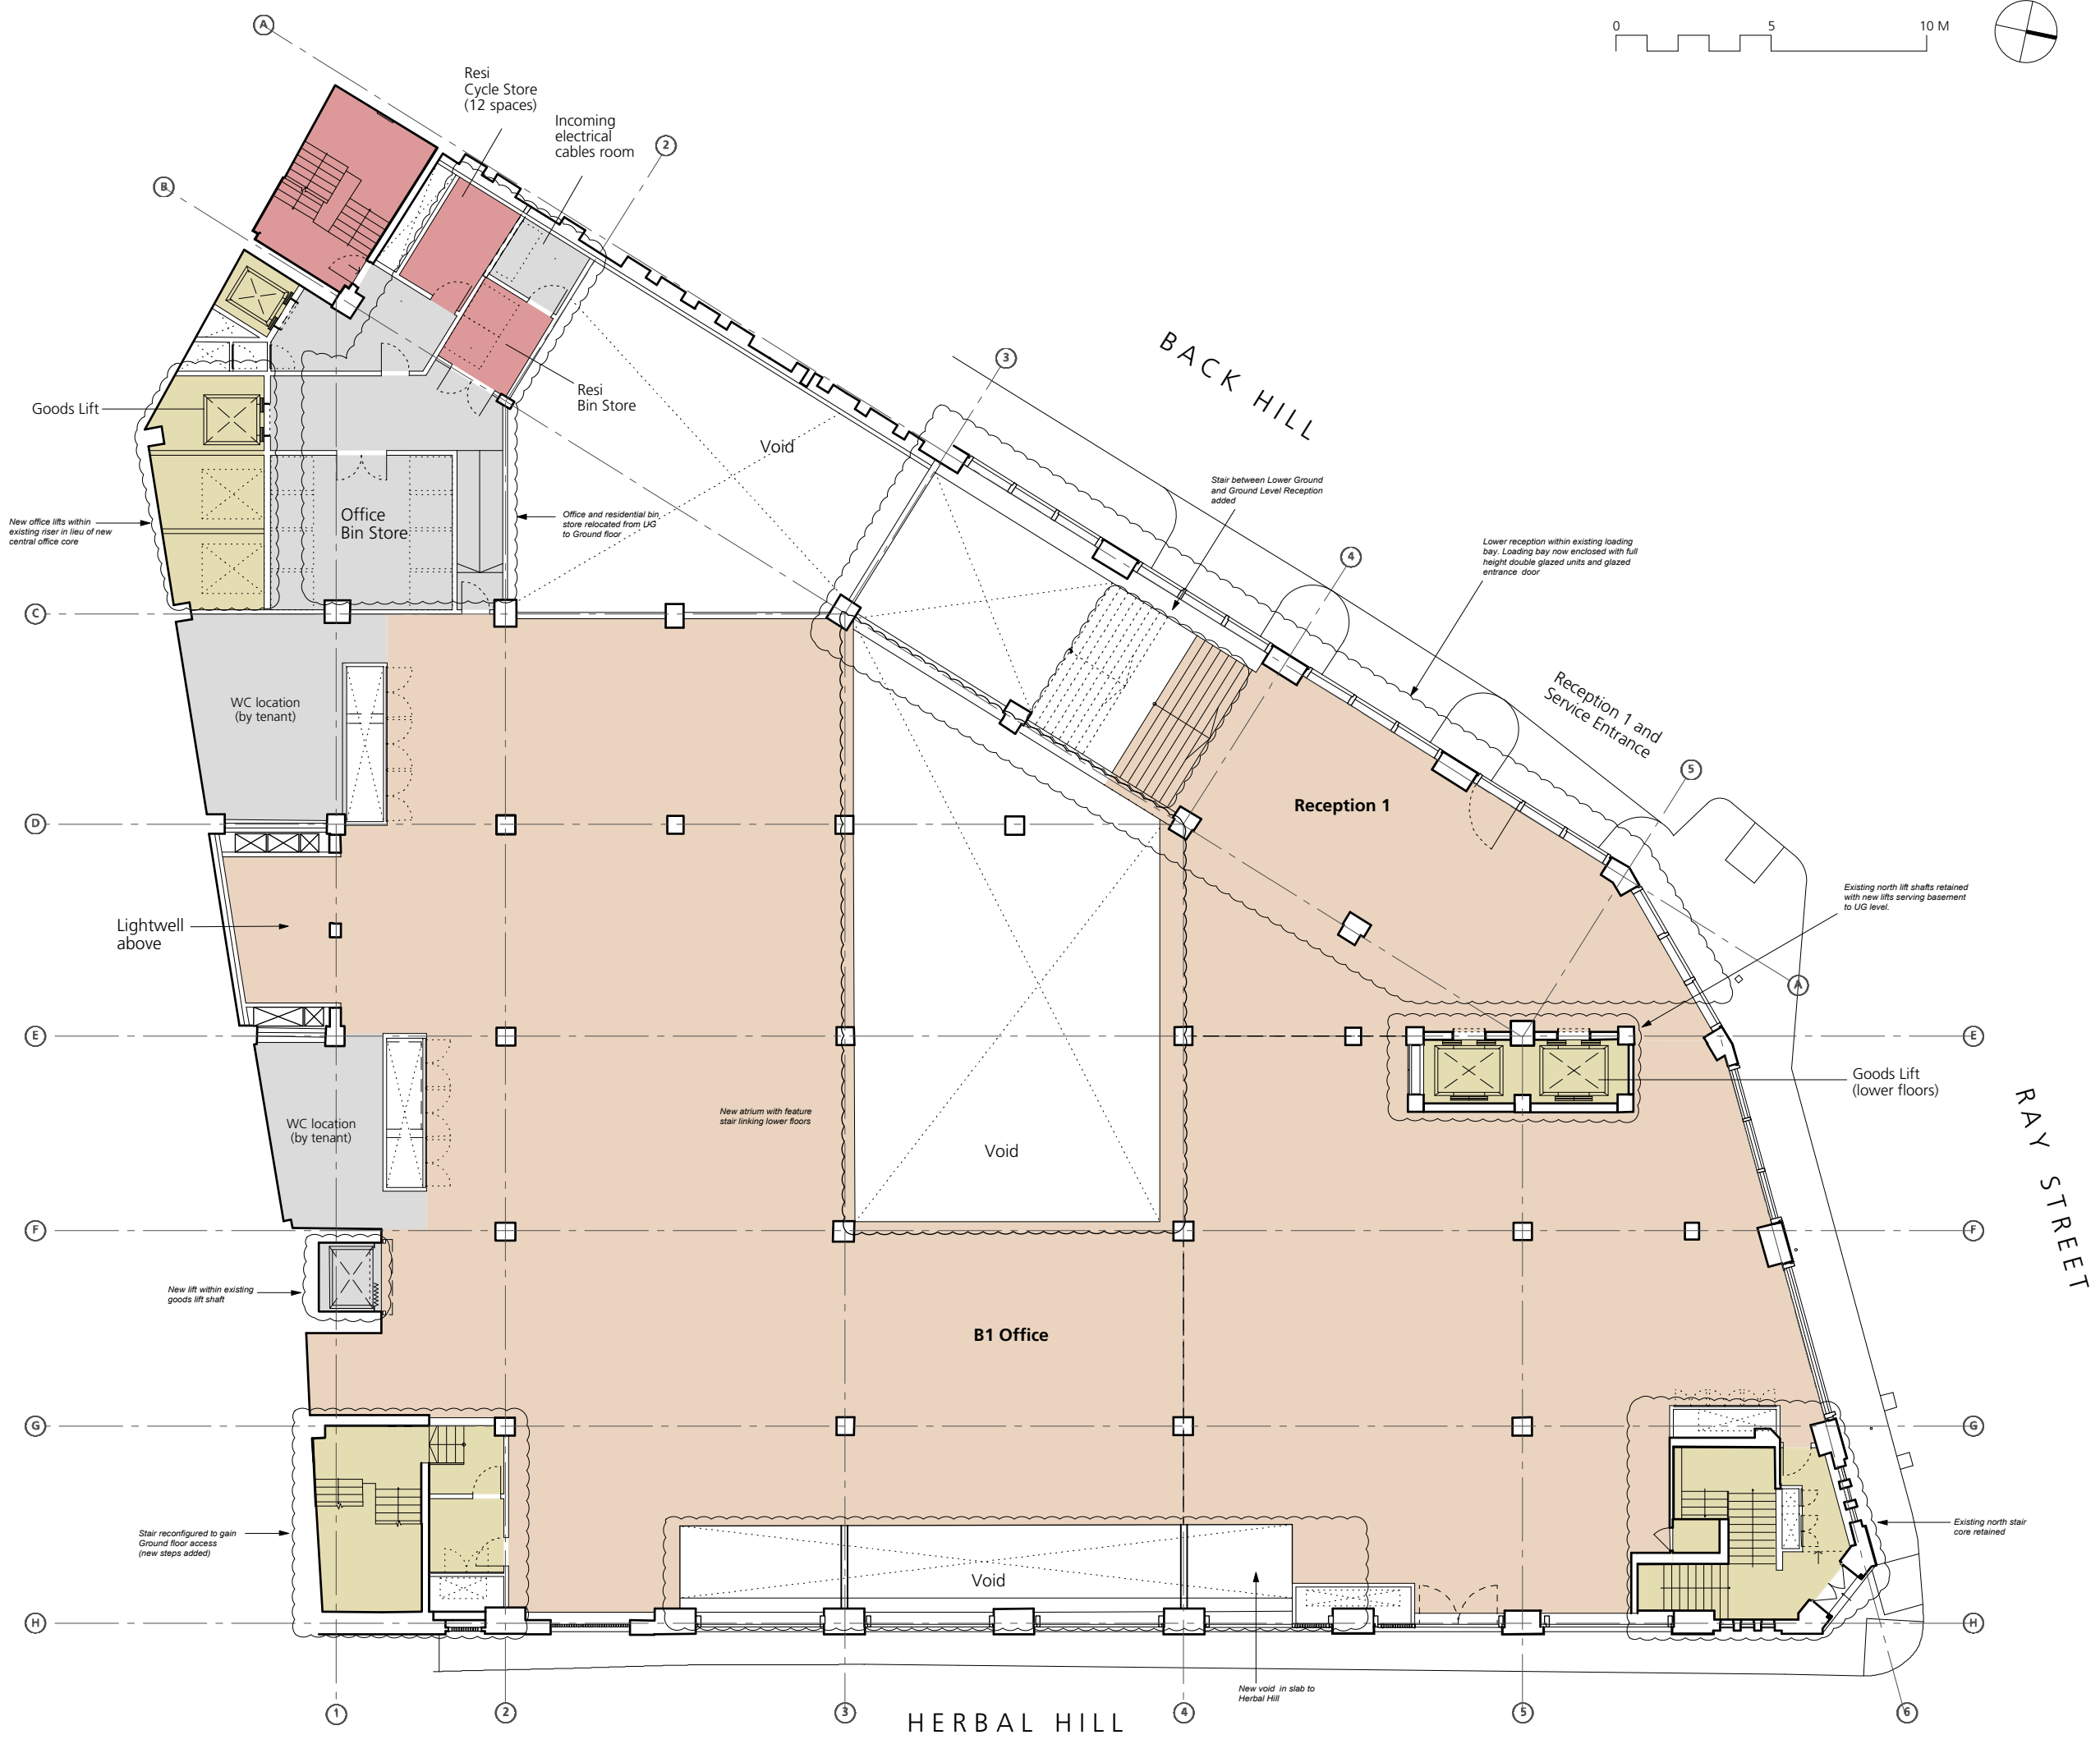 0 5 10 M
A
Resi
Cycle Store
(12 spaces)
Incoming
electrical
cables room
2
B
BACK HILL
3
Goods Lift
Resi
Bin Store
Void
Stair between Lower Ground
and Ground Level Reception
added
New office lifts within
existing riser in lieu of new
central office core
Office
Bin Store
Office and residential bin
store relocated from UG
to Ground floor
Lower reception within existing loading
bay. Loading bay now enclosed with full
height double glazed units and glazed
entrance door
4
C
WC location
(by tenant)
Reception 1 and
Service Entrance
5
Reception 1
D
Existing north lift shafts retained
with new lifts serving basement
to UG level.
Lightwell
above
A
E
E
Goods Lift
(lower floors)
WC location
(by tenant)
New atrium with feature
stair linking lower floors
Void
RAY STREET
F
F
New lift within existing
goods lift shaft
B1 Office
G
G
Stair reconfigured to gain
Ground floor access
(new steps added)
Existing north stair
core retained
Void
H
H
New void in slab to
Herbal Hill
1
2
3
4
5
6
HERBAL HILL